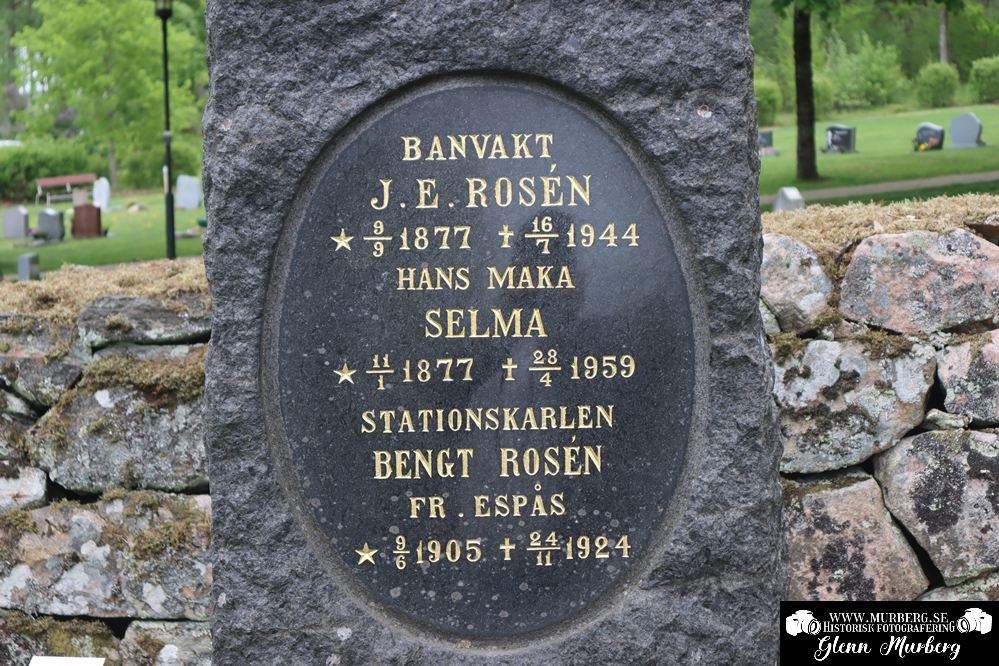 BANVAKT
J.E. ROSÉN
★ 9/9 1877 ✝ 16/7 1944
HANS MAKA
SELMA
★ 11/1 1877 ✝ 28/4 1959
STATIONSKARLEN
BENGT ROSÉN
FR. ESPÅS
★ 9/6 1905 ✝ 24/11 1924
WWW.MURBERG.SE
HISTORISK FOTOGRAFERING
Glenn Murberg